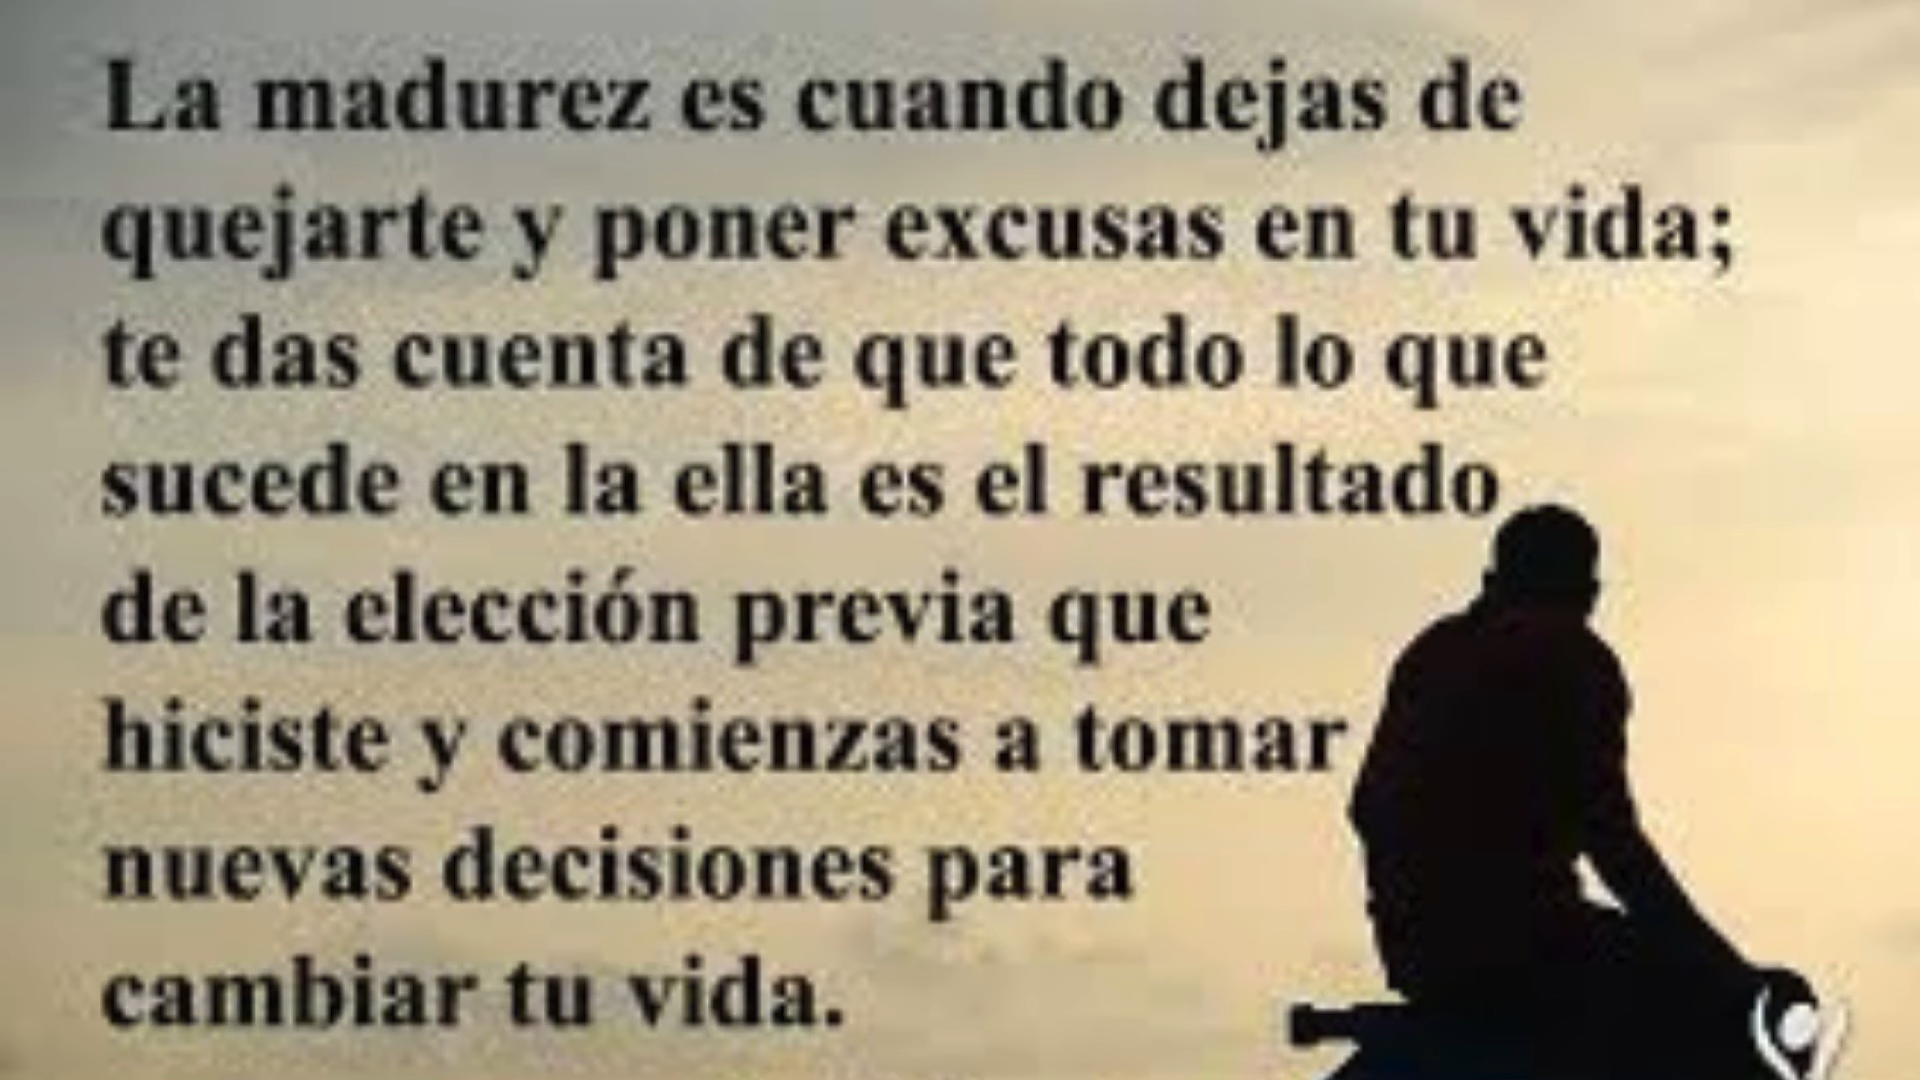 La madurez es cuando dejas de
quejarte y poner excusas en tu vida;
te das cuenta de que todo lo que
sucede en la ella es el resultado
de la elección previa que
hiciste y comienzas a tomar
nuevas decisiones para
cambiar tu vida.